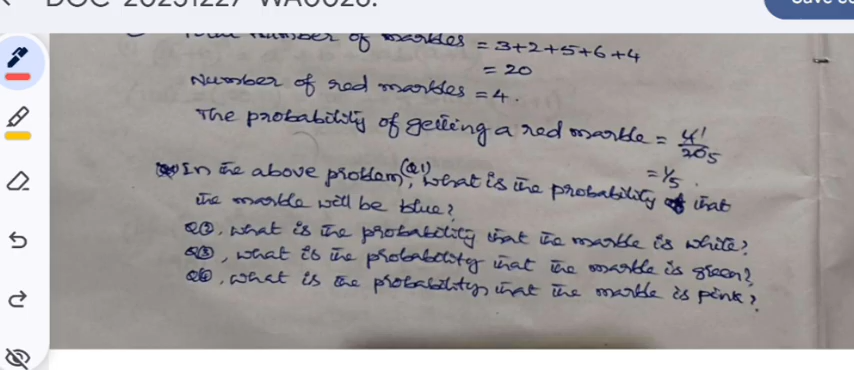 DOC-20251227-WA0026.
Total number of marbles = 3+2+5+6+4
= 20
Number of red marbles = 4.
The probability of getting a red marble = 4/20
= 1/5.
In the above problem, (Q1) what is the probability that
the marble will be blue?
Q②. what is the probability that the marble is white?
Q③, what is the probability that the marble is green?
Q④, what is the probability, that the marble is pink?